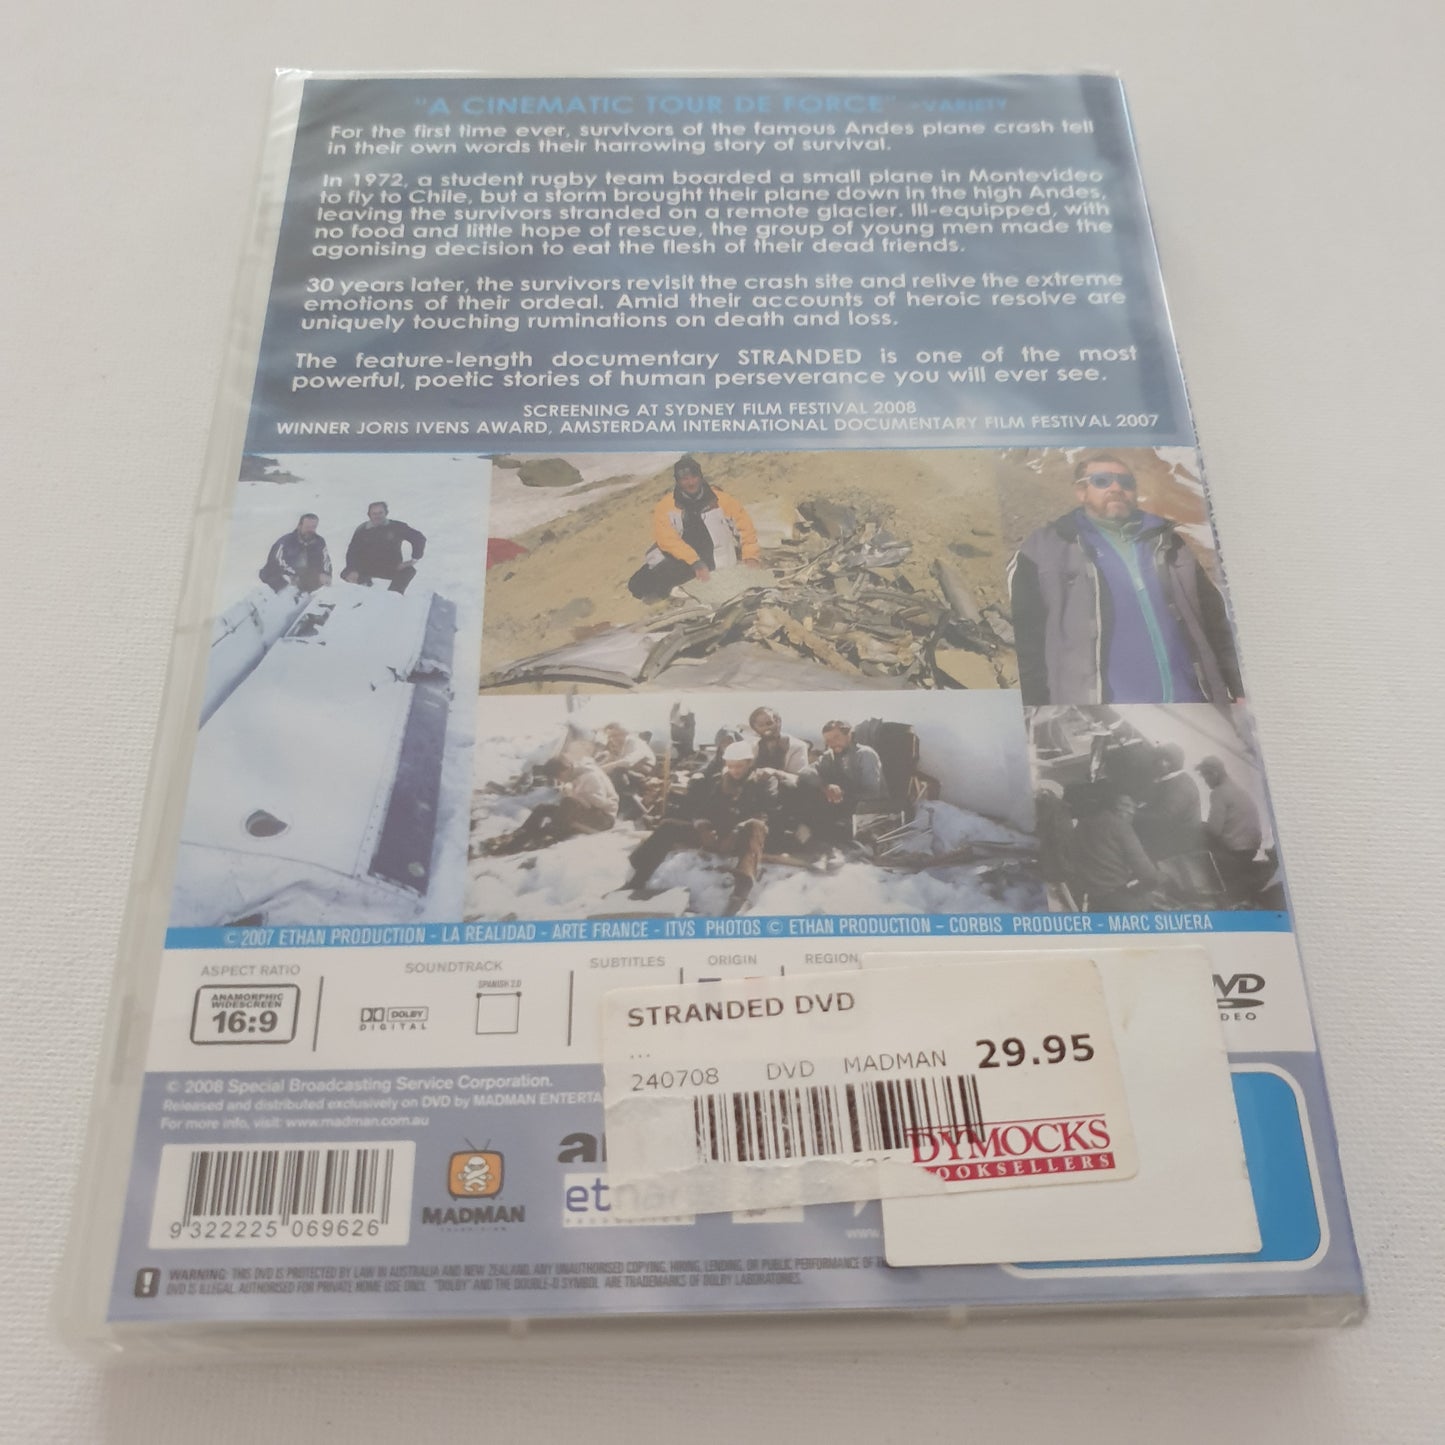 "A CINEMATIC TOUR DE FORCE" -VARIETY
For the first time ever, survivors of the famous Andes plane crash tell
in their own words their harrowing story of survival.
In 1972, a student rugby team boarded a small plane in Montevideo
to fly to Chile, but a storm brought their plane down in the high Andes,
leaving the survivors stranded on a remote glacier. Ill-equipped, with
no food and little hope of rescue, the group of young men made the
agonising decision to eat the flesh of their dead friends.
30 years later, the survivors revisit the crash site and relive the extreme
emotions of their ordeal. Amid their accounts of heroic resolve are
uniquely touching ruminations on death and loss.
The feature-length documentary STRANDED is one of the most
powerful, poetic stories of human perseverance you will ever see.
SCREENING AT SYDNEY FILM FESTIVAL 2008
WINNER JORIS IVENS AWARD, AMSTERDAM INTERNATIONAL DOCUMENTARY FILM FESTIVAL 2007
© 2007 ETHAN PRODUCTION - LA REALIDAD - ARTE FRANCE - ITVS PHOTOS © ETHAN PRODUCTION - CORBIS PRODUCER - MARC SILVERA
ASPECT RATIO SOUNDTRACK SUBTITLES ORIGIN REGION
ANAMORPHIC
WIDESCREEN
16:9
DOLBY
DIGITAL
SPANISH 2.0
STRANDED DVD
...
240708 DVD MADMAN 29.95
DYMOCKS
BOOKSELLERS
© 2008 Special Broadcasting Service Corporation.
Released and distributed exclusively on DVD by MADMAN ENTERTA
For more info, visit: www.madman.com.au
9 322225 069626
MADMAN
TELEVISION
WARNING: THIS DVD IS PROTECTED BY LAW IN AUSTRALIA AND NEW ZEALAND. ANY UNAUTHORISED COPYING, HIRING, LENDING, OR PUBLIC PERFORMANCE OF
DVD IS ILLEGAL. AUTHORISED FOR PRIVATE HOME USE ONLY. "DOLBY" AND THE DOUBLE-D SYMBOL ARE TRADEMARKS OF DOLBY LABORATORIES.